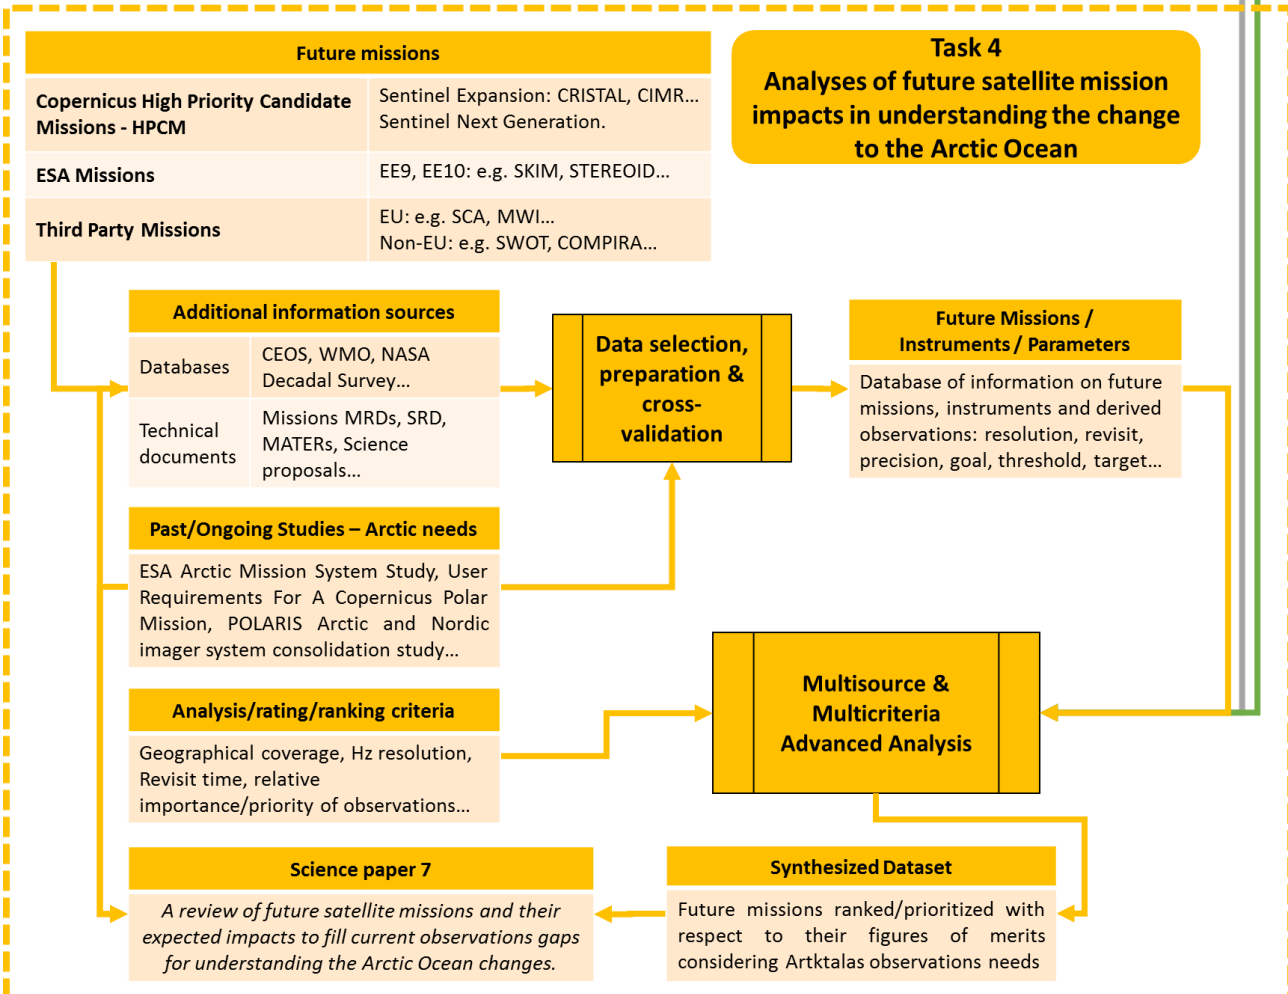 Future missions
Copernicus High Priority Candidate
Missions - HPCM
Sentinel Expansion: CRISTAL, CIMR…
Sentinel Next Generation.
ESA Missions
EE9, EE10: e.g. SKIM, STEREOID…
Third Party Missions
EU: e.g. SCA, MWI…
Non-EU: e.g. SWOT, COMPIRA…
Task 4
Analyses of future satellite mission
impacts in understanding the change
to the Arctic Ocean
Additional information sources
Databases
CEOS, WMO, NASA
Decadal Survey…
Technical
documents
Missions MRDs, SRD,
MATERs, Science
proposals…
Data selection,
preparation &
cross-
validation
Future Missions /
Instruments / Parameters
Database of information on future
missions, instruments and derived
observations: resolution, revisit,
precision, goal, threshold, target…
Past/Ongoing Studies – Arctic needs
ESA Arctic Mission System Study, User
Requirements For A Copernicus Polar
Mission, POLARIS Arctic and Nordic
imager system consolidation study…
Analysis/rating/ranking criteria
Geographical coverage, Hz resolution,
Revisit time, relative
importance/priority of observations…
Multisource &
Multicriteria
Advanced Analysis
Science paper 7
A review of future satellite missions and their
expected impacts to fill current observations gaps
for understanding the Arctic Ocean changes.
Synthesized Dataset
Future missions ranked/prioritized with
respect to their figures of merits
considering Artktalas observations needs